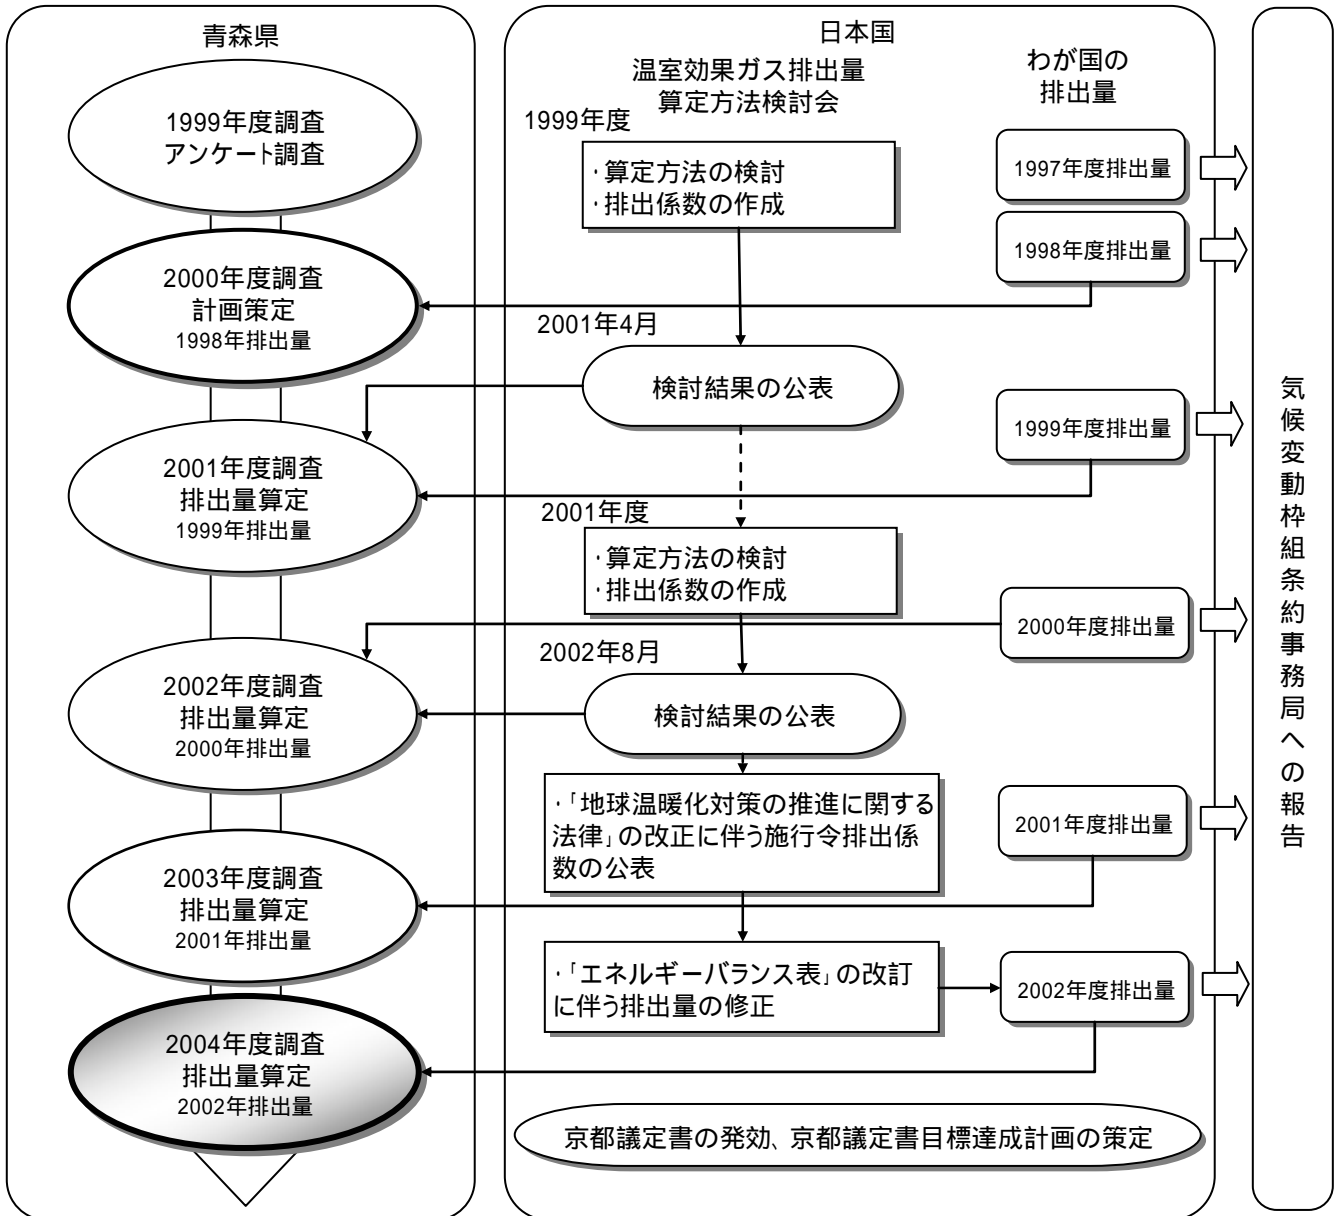 青森県
1999年度調査
アンケート調査
2000年度調査
計画策定
1998年排出量
2001年度調査
排出量算定
1999年排出量
2002年度調査
排出量算定
2000年排出量
2003年度調査
排出量算定
2001年排出量
2004年度調査
排出量算定
2002年排出量
日本国
温室効果ガス排出量
算定方法検討会
1999年度
・算定方法の検討
・排出係数の作成
2001年4月
検討結果の公表
2001年度
・算定方法の検討
・排出係数の作成
2002年8月
検討結果の公表
・「地球温暖化対策の推進に関する
法律」の改正に伴う施行令排出係
数の公表
・「エネルギーバランス表」の改訂
に伴う排出量の修正
京都議定書の発効、京都議定書目標達成計画の策定
わが国の
排出量
1997年度排出量
1998年度排出量
1999年度排出量
2000年度排出量
2001年度排出量
2002年度排出量
気候変動枠組条約事務局への報告